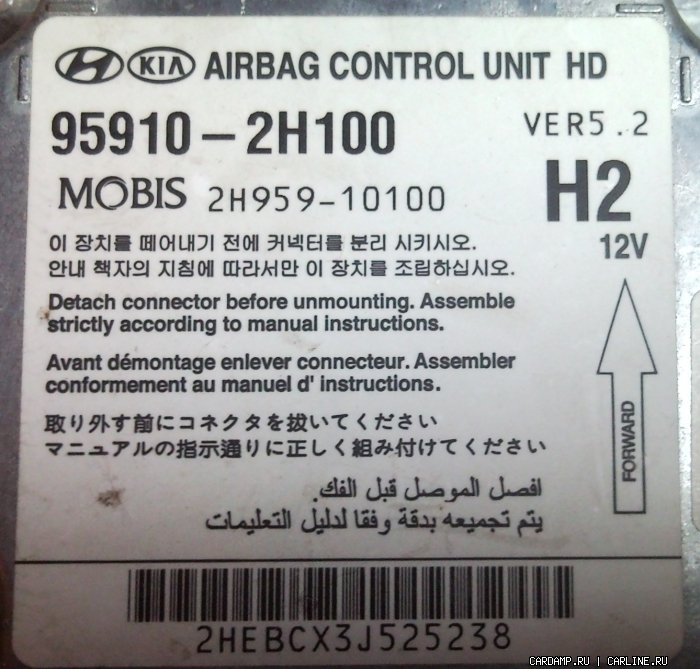 HYUNDAI KIA AIRBAG CONTROL UNIT HD
95910-2H100 VER5.2
MOBIS 2H959-10100 H2
12V
이 장치를 떼어내기 전에 커넥터를 분리 시키시오.
안내 책자의 지침에 따라서만 이 장치를 조립하십시오.
Detach connector before unmounting. Assemble
strictly according to manual instructions.
Avant démontage enlever connecteur. Assembler
conformement au manuel d' instructions.
FORWARD
取り外す前にコネクタを抜いてください
マニュアルの指示通りに正しく組み付けてください
افصل الموصل قبل الفك.
يتم تجميعه بدقة وفقا لدليل التعليمات
2HEBCX3J525238
CARDAMP.RU | CARLINE.RU